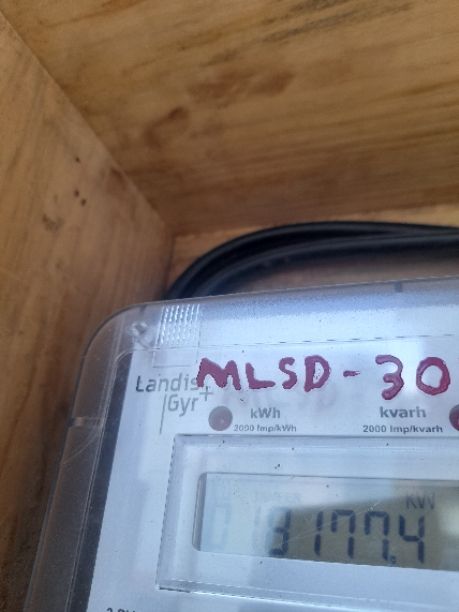 MLSD-30
Landis
Gyr+
kWh
kvarh
2000 Imp/kWh
2000 Imp/kvarh
KW
3177.4